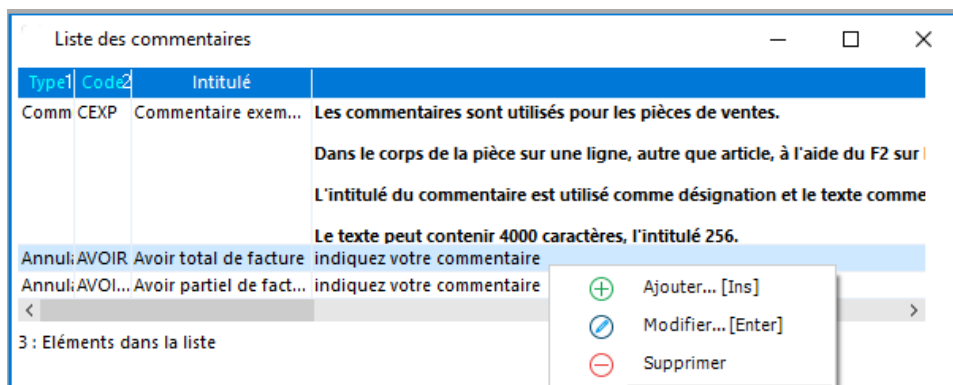 Liste des commentaires
Type1 Code2 Intitulé
Comm CEXP Commentaire exem... Les commentaires sont utilisés pour les pièces de ventes.
Dans le corps de la pièce sur une ligne, autre que article, à l'aide du F2 sur
L'intitulé du commentaire est utilisé comme désignation et le texte comme
Le texte peut contenir 4000 caractères, l'intitulé 256.
Annula AVOIR Avoir total de facture indiquez votre commentaire
Annula AVOI... Avoir partiel de fact... indiquez votre commentaire
Ajouter... [Ins]
Modifier... [Enter]
3 : Eléments dans la liste
Supprimer